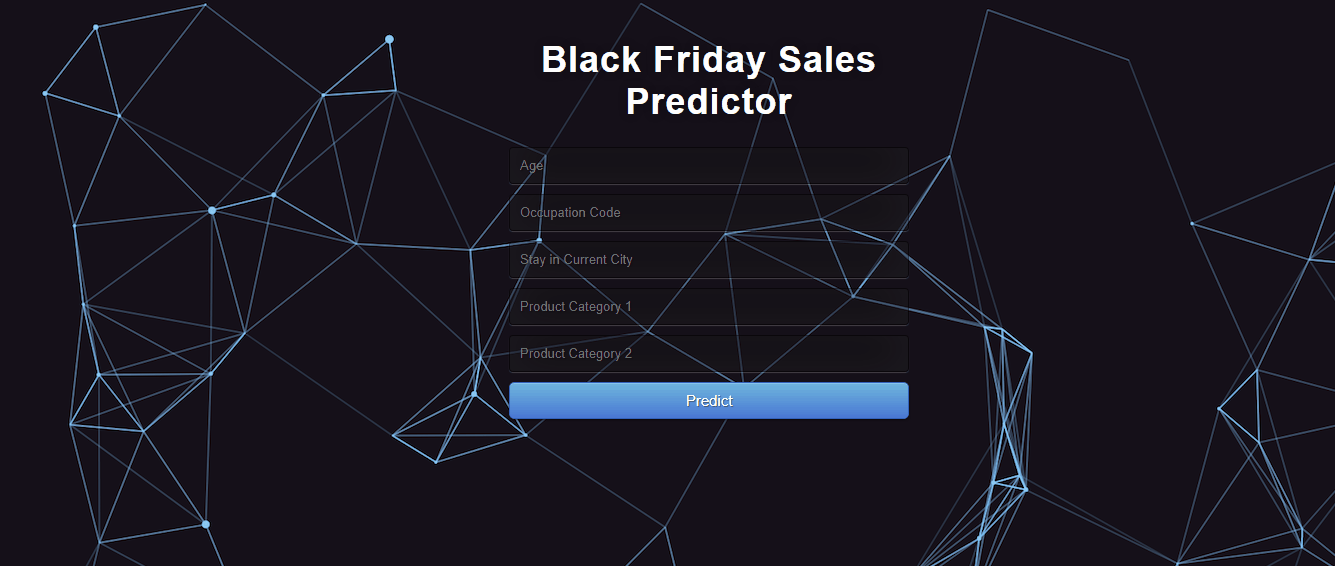 Black Friday Sales
Predictor
Age
Occupation Code
Stay in Current City
Product Category 1
Product Category 2
Predict